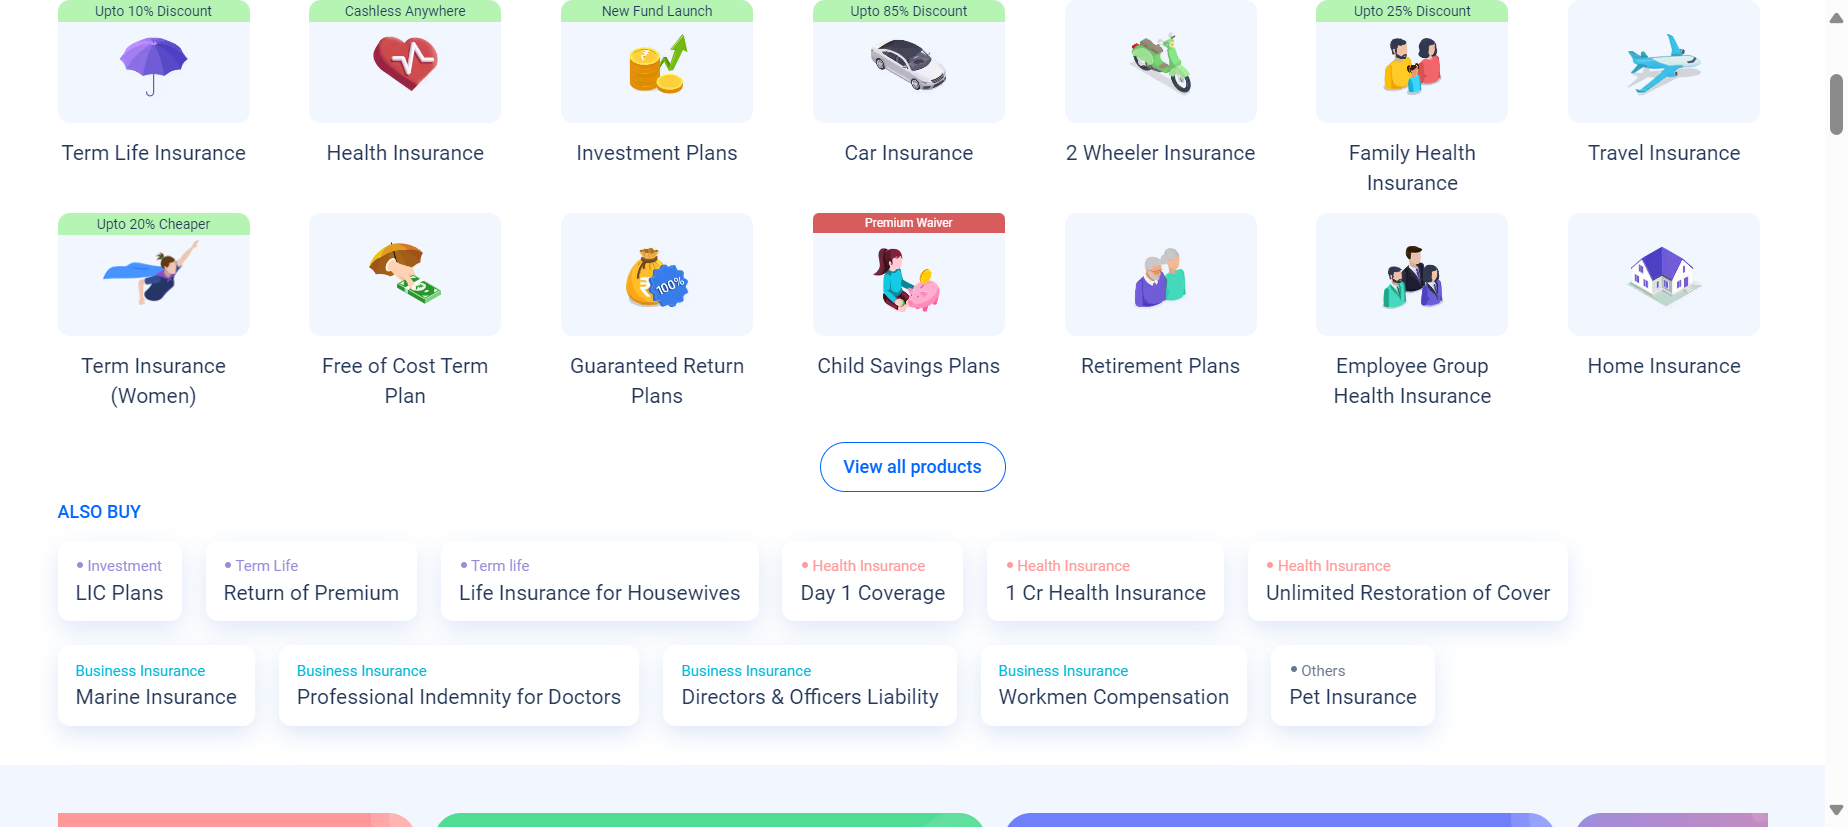 Upto 10% Discount
Cashless Anywhere
New Fund Launch
Upto 85% Discount
Upto 25% Discount
Term Life Insurance
Health Insurance
Investment Plans
Car Insurance
2 Wheeler Insurance
Family Health
Insurance
Travel Insurance
Upto 20% Cheaper
Premium Waiver
100%
Term Insurance
(Women)
Free of Cost Term
Plan
Guaranteed Return
Plans
Child Savings Plans
Retirement Plans
Employee Group
Health Insurance
Home Insurance
View all products
ALSO BUY
• Investment
LIC Plans
• Term Life
Return of Premium
• Term life
Life Insurance for Housewives
• Health Insurance
Day 1 Coverage
• Health Insurance
1 Cr Health Insurance
• Health Insurance
Unlimited Restoration of Cover
Business Insurance
Marine Insurance
Business Insurance
Professional Indemnity for Doctors
Business Insurance
Directors & Officers Liability
Business Insurance
Workmen Compensation
• Others
Pet Insurance